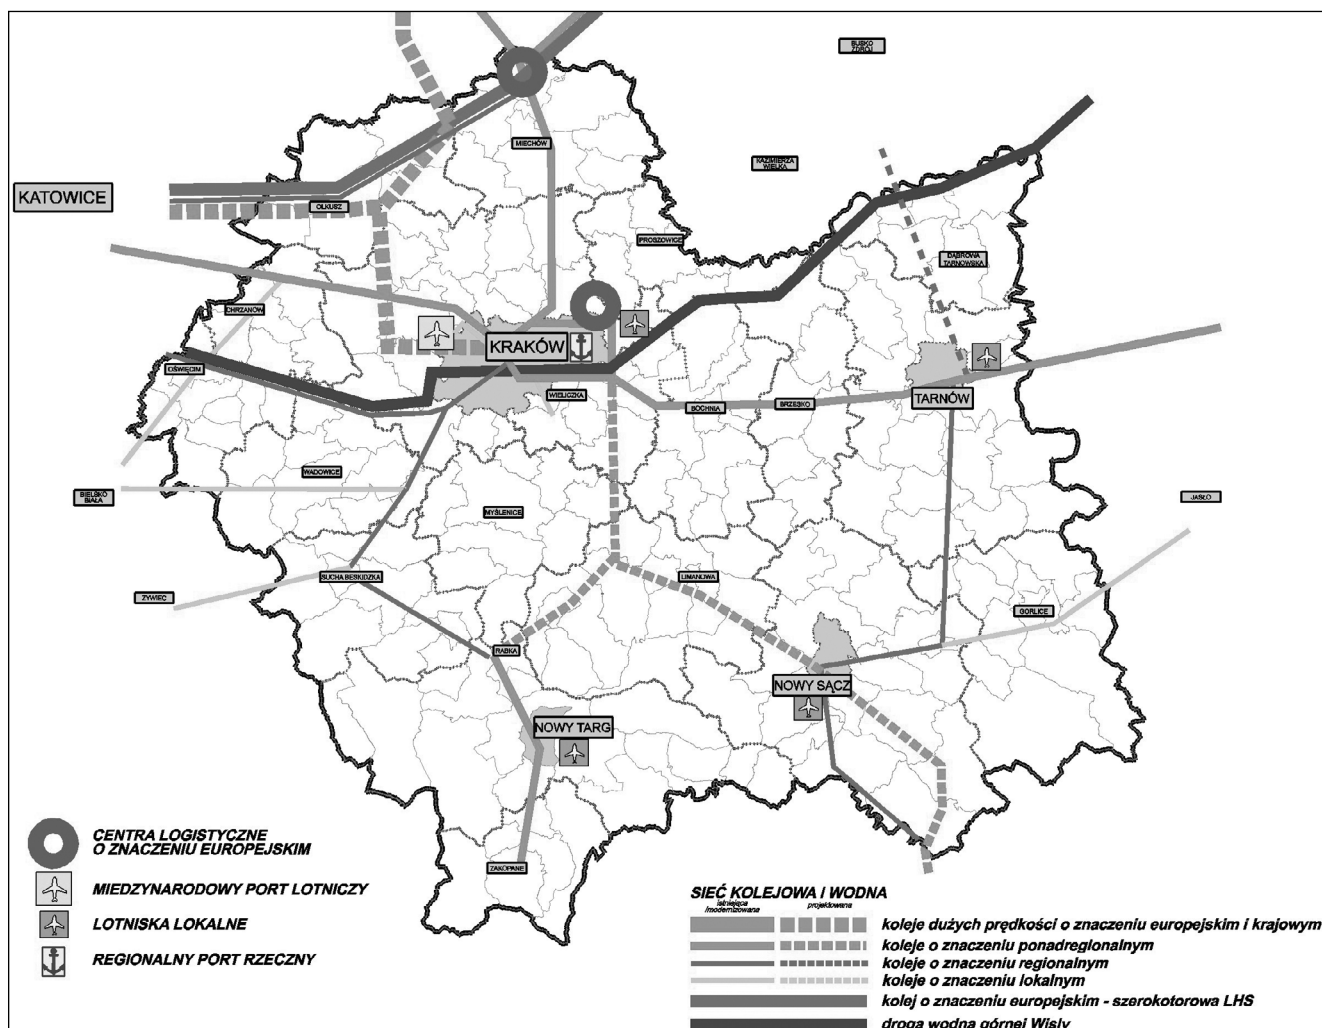 BUSKO
ZDRÓJ
MIECHÓW
KAZIMIERZA
WIELKA
KATOWICE
OLKUSZ
PROSZOWICE
DĄBROWA
TARNOWSKA
CHRZANÓW
KRAKÓW
OŚWIĘCIM
WIELICZKA
BOCHNIA
BRZESKO
TARNÓW
WADOWICE
BIELSKO
BIAŁA
JASŁO
MYŚLENICE
SUCHA BESKIDZKA
LIMANOWA
ŻYWIEC
GORLICE
RABKA
NOWY SĄCZ
NOWY TARG
ZAKOPANE
CENTRA LOGISTYCZNE
O ZNACZENIU EUROPEJSKIM
MIEDZYNARODOWY PORT LOTNICZY
LOTNISKA LOKALNE
REGIONALNY PORT RZECZNY
SIEĆ KOLEJOWA I WODNA
istniejąca
/modernizowana
projektowana
koleje dużych prędkości o znaczeniu europejskim i krajowym
koleje o znaczeniu ponadregionalnym
koleje o znaczeniu regionalnym
koleje o znaczeniu lokalnym
kolej o znaczeniu europejskim - szerokotorowa LHS
droga wodna górnej Wisly